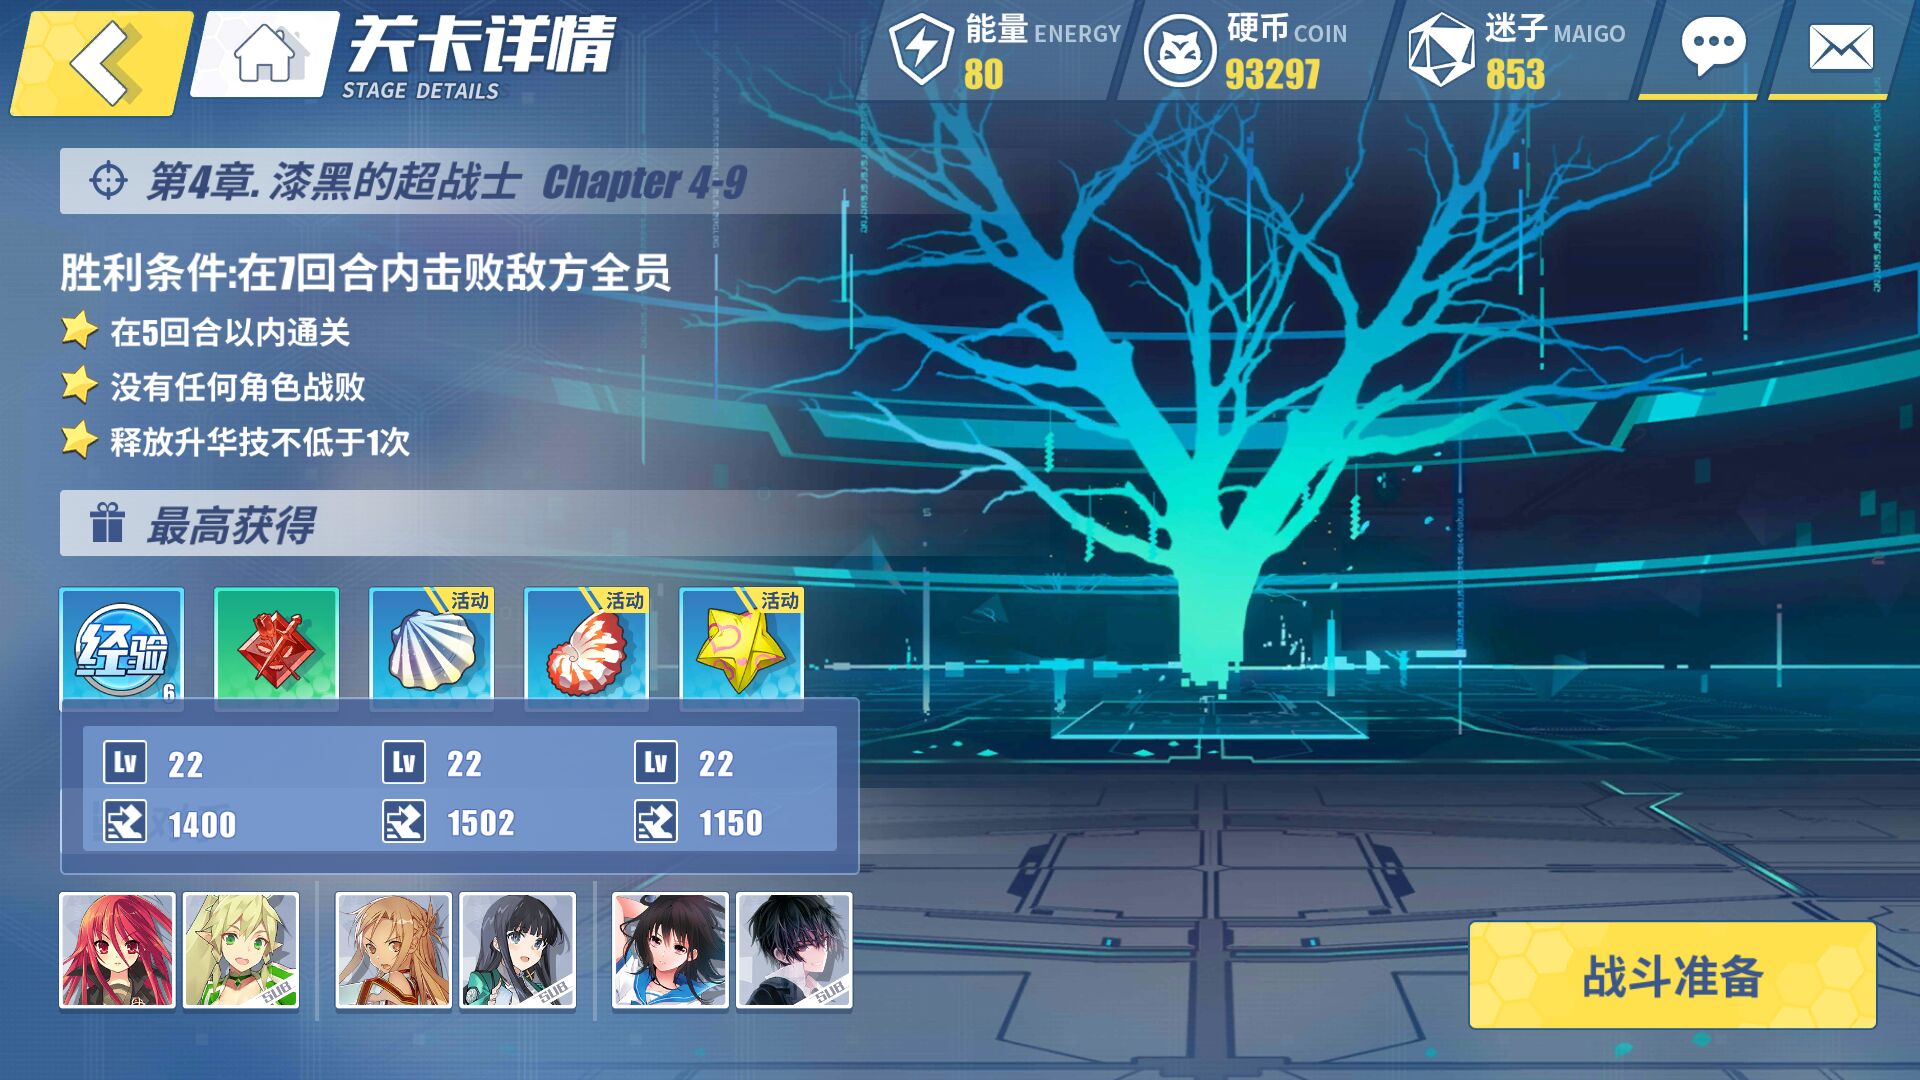 关卡详情
STAGE DETAILS
能量 ENERGY
80
硬币 COIN
93297
迷子 MAIGO
853
第4章. 漆黑的超战士 Chapter 4-9
胜利条件:在7回合内击败敌方全员
在5回合以内通关
没有任何角色战败
释放升华技不低于1次
最高获得
经验
6
活动
活动
活动
Lv 22
Lv 22
Lv 22
1400
1502
1150
SUB
SUB
SUB
战斗准备